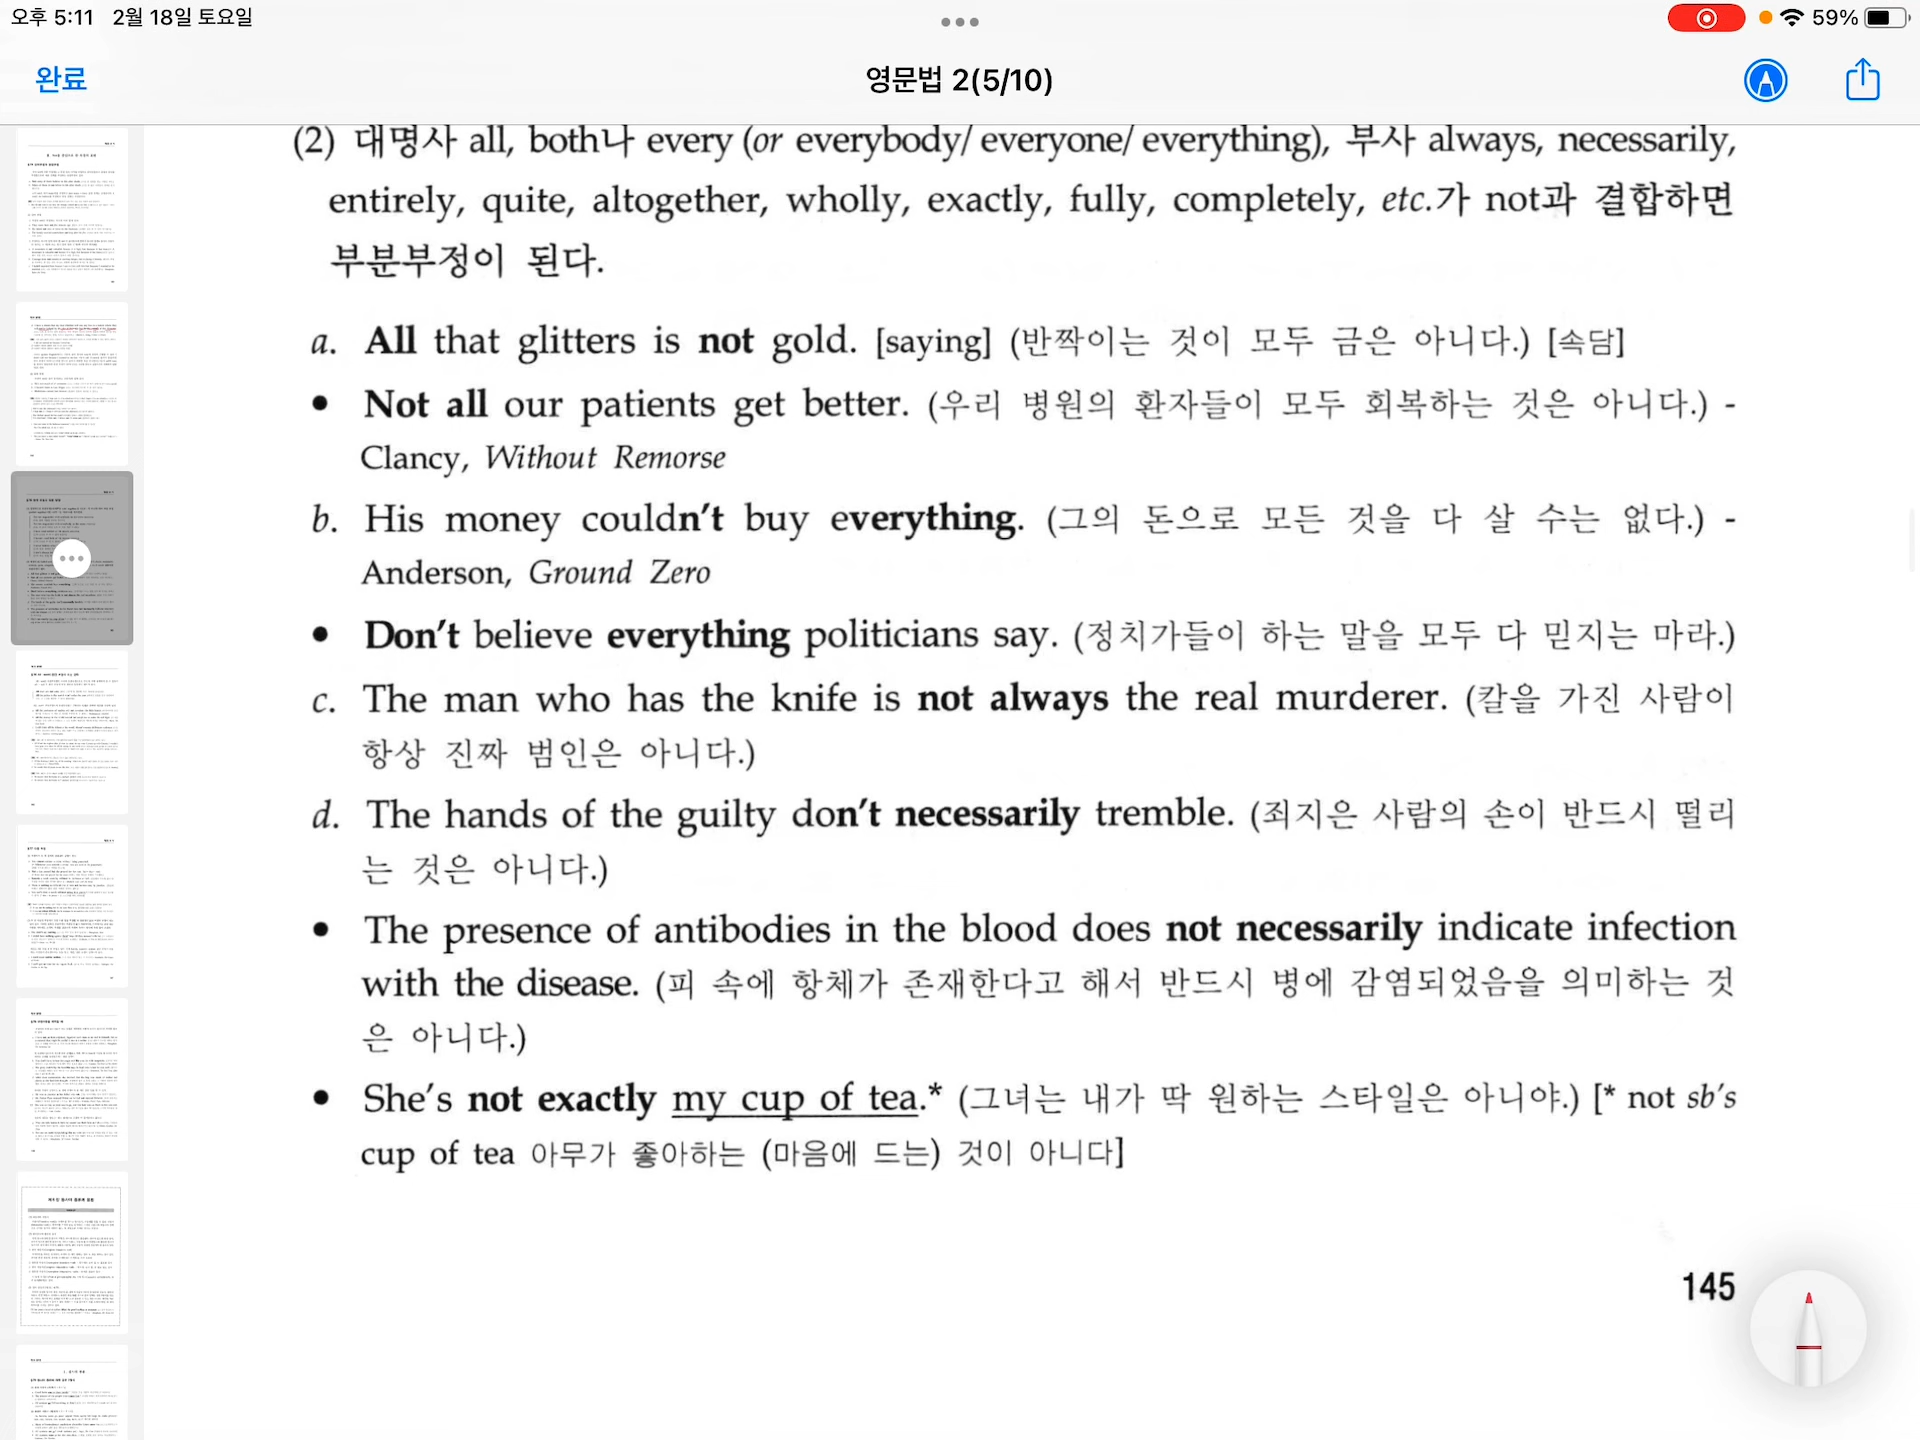 오후 5:11 2월 18일 토요일
59%
완료
영문법 2(5/10)
(2) 대명사 all, both나 every (or everybody/ everyone/ everything), 부사 always, necessarily,
entirely, quite, altogether, wholly, exactly, fully, completely, etc.가 not과 결합하면
부분부정이 된다.
a. All that glitters is not gold. [saying] (반짝이는 것이 모두 금은 아니다.) [속담]
● Not all our patients get better. (우리 병원의 환자들이 모두 회복하는 것은 아니다.) -
Clancy, Without Remorse
b. His money couldn't buy everything. (그의 돈으로 모든 것을 다 살 수는 없다.) -
Anderson, Ground Zero
● Don't believe everything politicians say. (정치가들이 하는 말을 모두 다 믿지는 마라.)
c. The man who has the knife is not always the real murderer. (칼을 가진 사람이
항상 진짜 범인은 아니다.)
d. The hands of the guilty don't necessarily tremble. (죄지은 사람의 손이 반드시 떨리
는 것은 아니다.)
● The presence of antibodies in the blood does not necessarily indicate infection
with the disease. (피 속에 항체가 존재한다고 해서 반드시 병에 감염되었음을 의미하는 것
은 아니다.)
● She's not exactly my cup of tea.* (그녀는 내가 딱 원하는 스타일은 아니야.) [* not sb's
cup of tea 아무가 좋아하는 (마음에 드는) 것이 아니다]
145